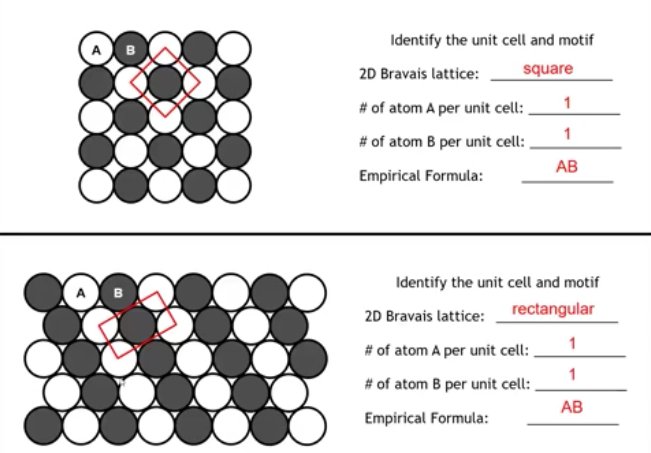 A B
Identify the unit cell and motif
2D Bravais lattice: square
# of atom A per unit cell: 1
# of atom B per unit cell: 1
Empirical Formula: AB
A B
Identify the unit cell and motif
2D Bravais lattice: rectangular
# of atom A per unit cell: 1
# of atom B per unit cell: 1
Empirical Formula: AB